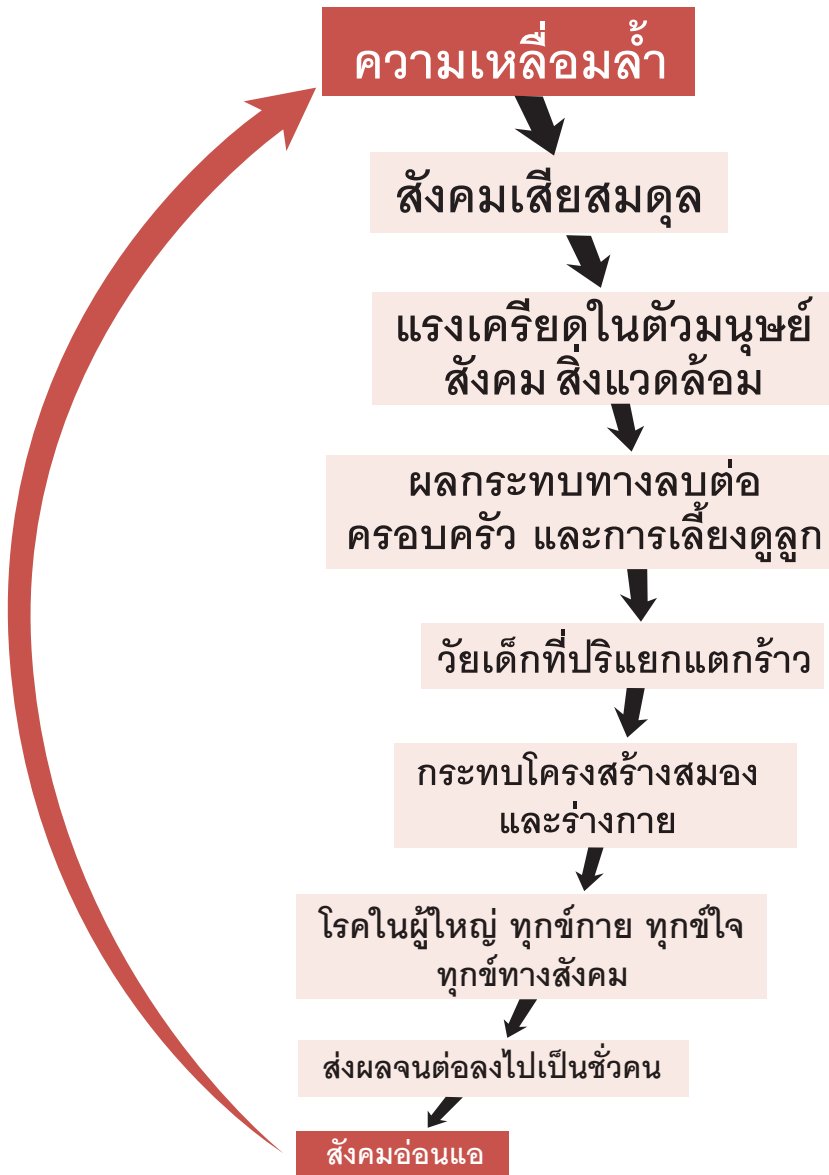 ความเหลื่อมล้ำ
สังคมเสียสมดุล
แรงเครียดในตัวมนุษย์
สังคม สิ่งแวดล้อม
ผลกระทบทางลบต่อ
ครอบครัว และการเลี้ยงดูลูก
วัยเด็กที่ปริแยกแตกร้าว
กระทบโครงสร้างสมอง
และร่างกาย
โรคในผู้ใหญ่ ทุกข์กาย ทุกข์ใจ
ทุกข์ทางสังคม
ส่งผลจนต่อลงไปเป็นชั่วคน
สังคมอ่อนแอ